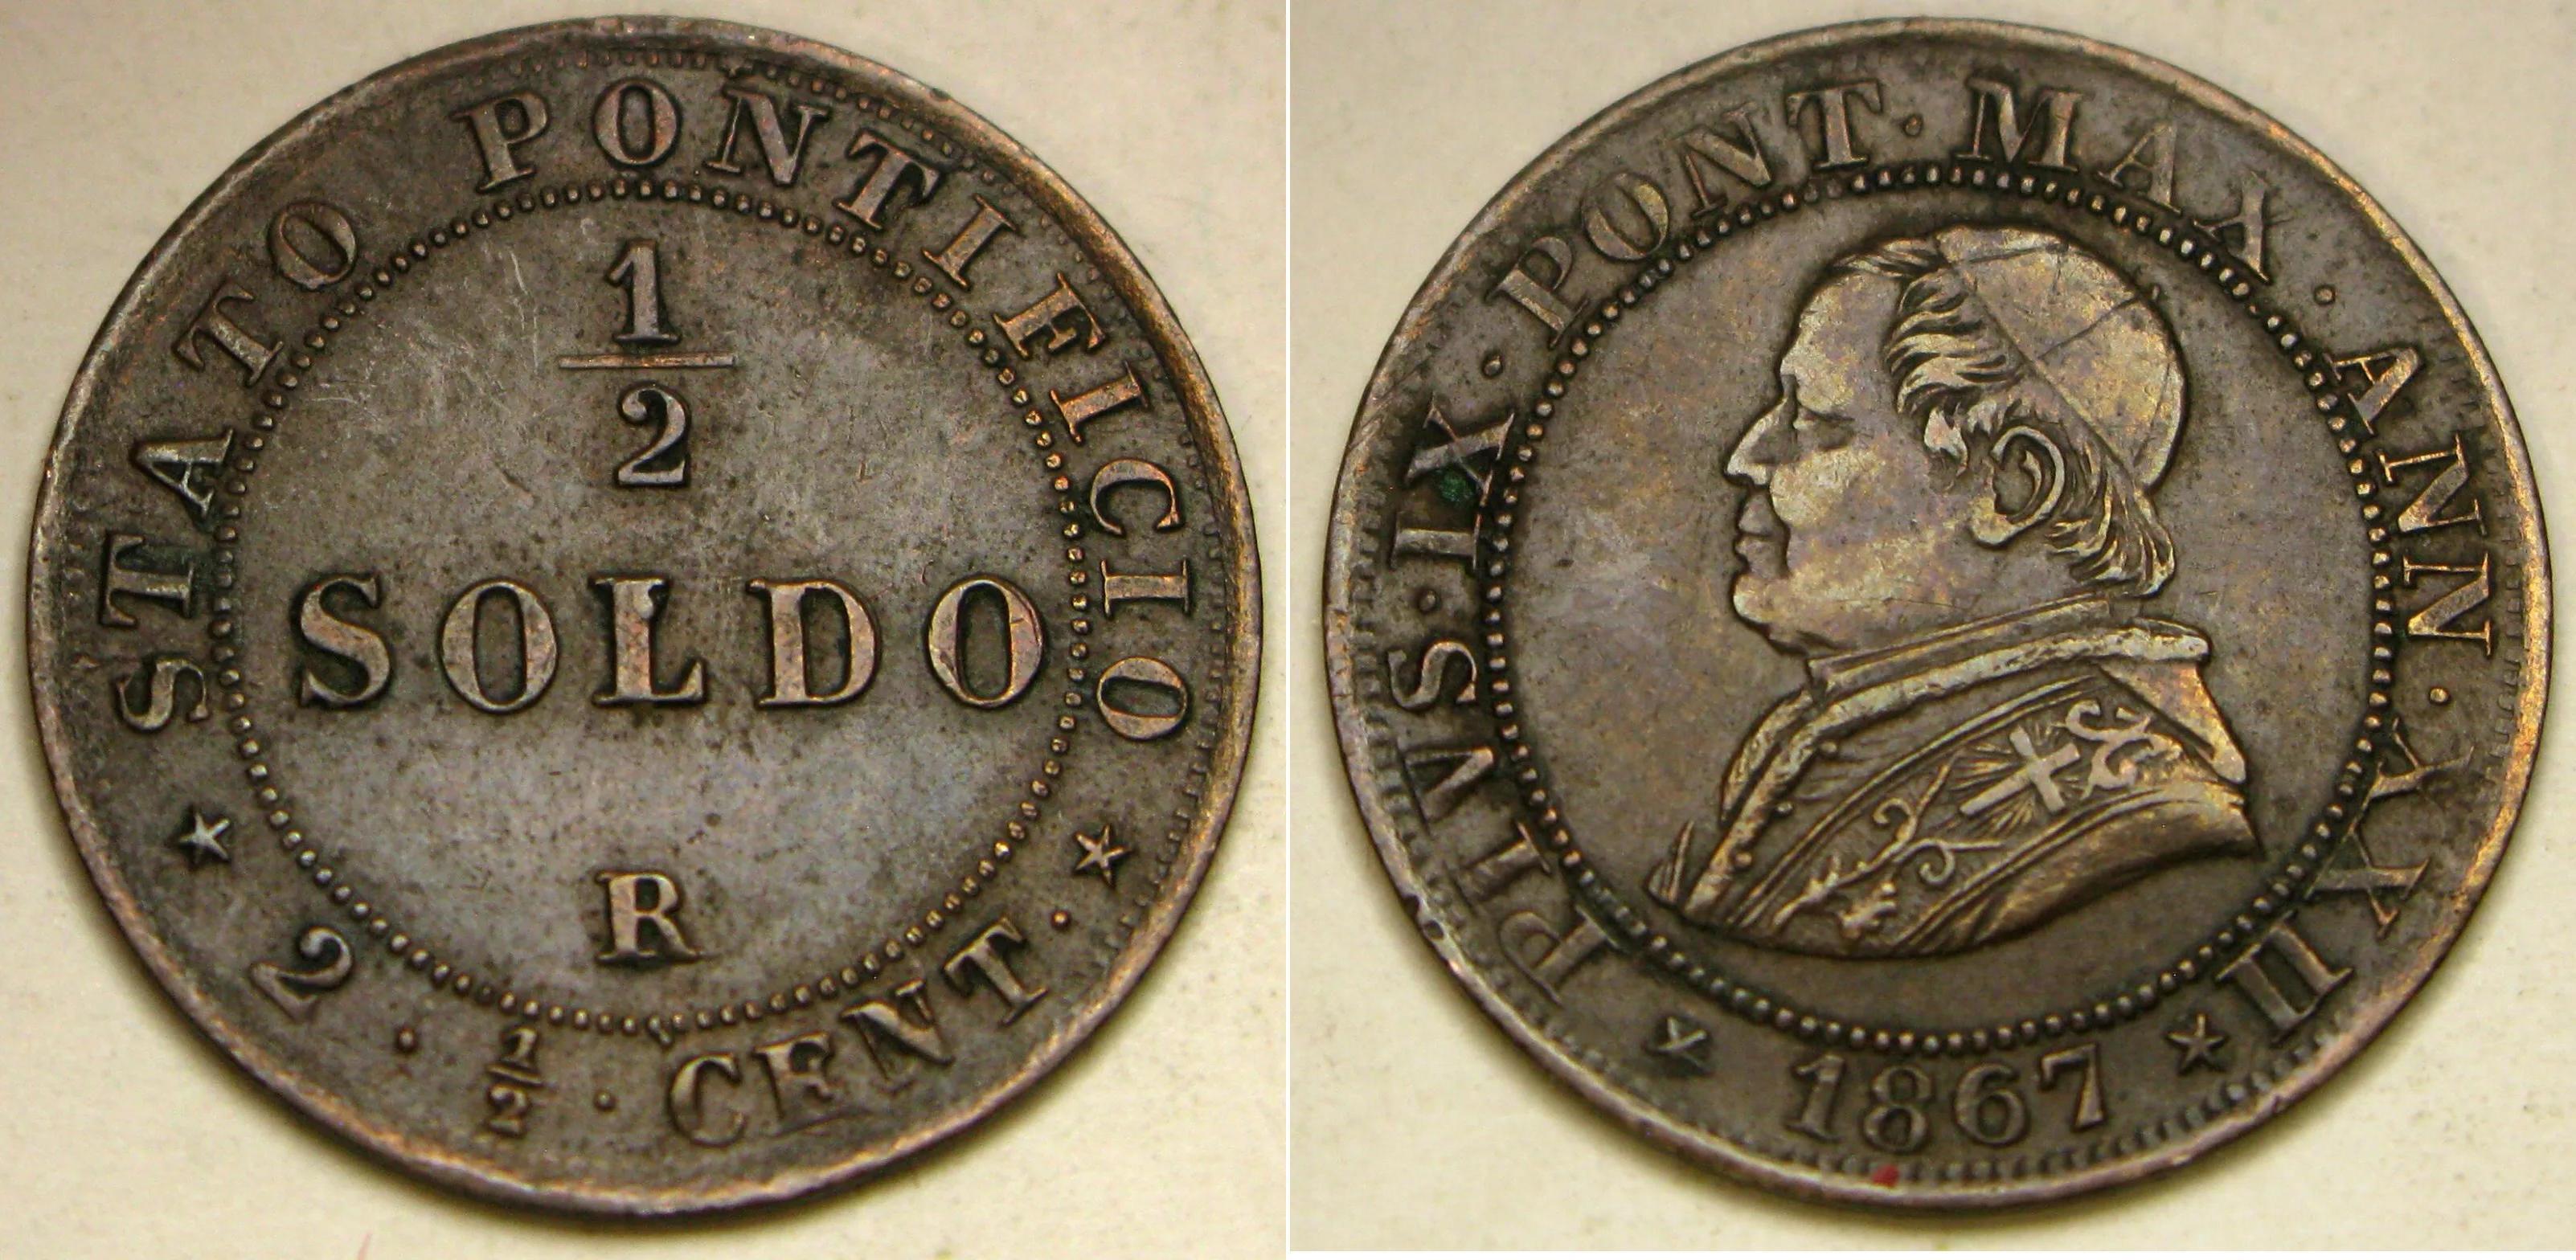 STATO PONTIFICIO
1/2
SOLDO
R
2 · 1/2 · CENT ·
PIVS · IX · PONT · MAX · ANN · XXII
1867